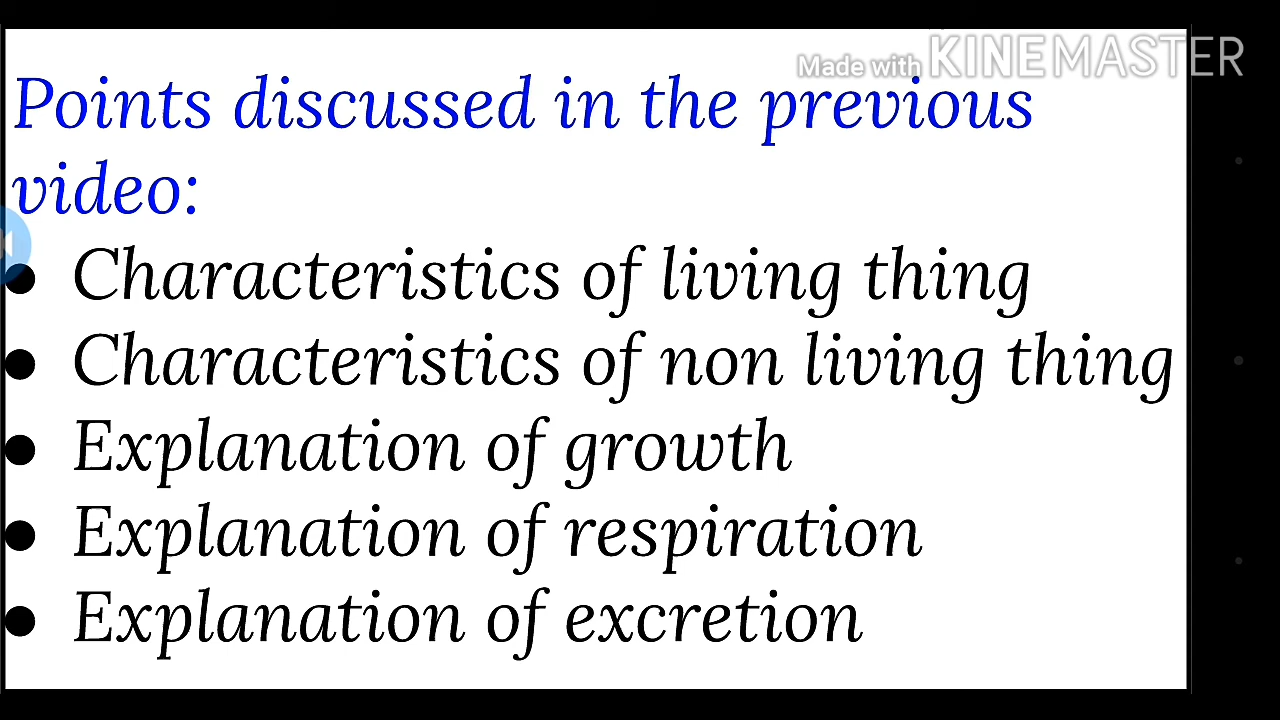 Made with KINEMASTER
Points discussed in the previous
video:
● Characteristics of living thing
● Characteristics of non living thing
● Explanation of growth
● Explanation of respiration
● Explanation of excretion